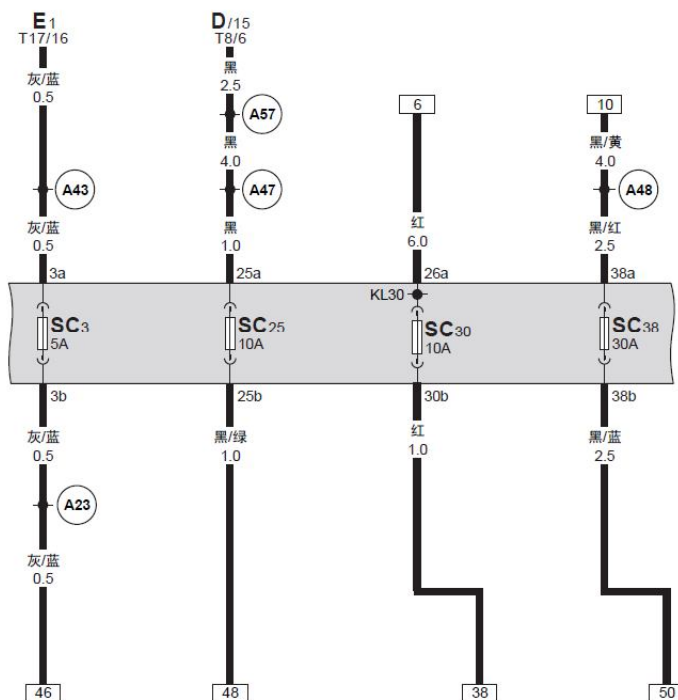 E1
T17/16
灰/蓝
0.5
A43
灰/蓝
0.5
3a
SC3
5A
3b
灰/蓝
0.5
A23
灰/蓝
0.5
46
D/15
T8/6
黑
2.5
A57
黑
4.0
A47
黑
1.0
25a
SC25
10A
25b
黑/绿
1.0
48
6
红
6.0
26a
KL30
SC30
10A
30b
红
1.0
38
10
黑/黄
4.0
A48
黑/红
2.5
38a
SC38
30A
38b
黑/蓝
2.5
50